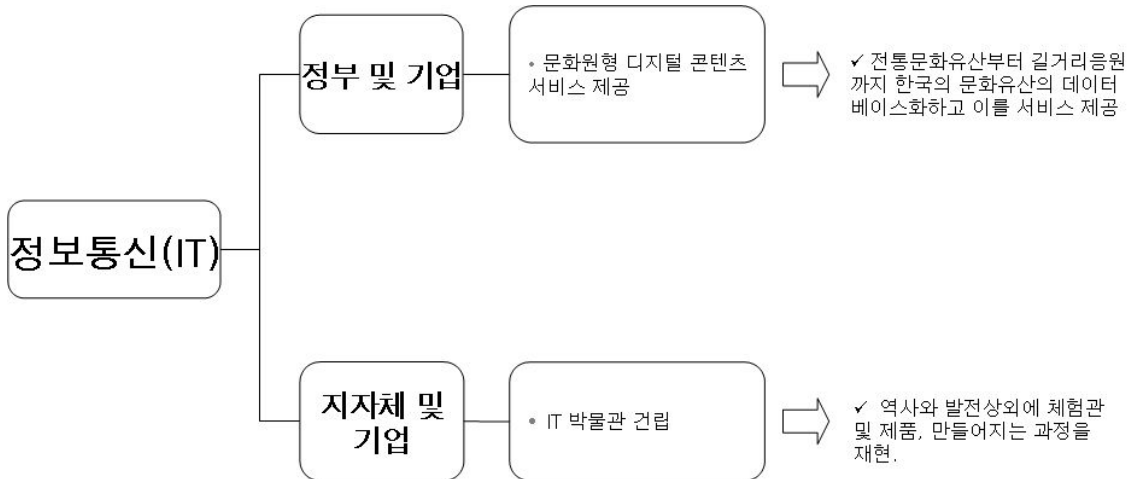 정보통신(IT)
정부 및 기업
• 문화원형 디지털 콘텐츠
서비스 제공
✓ 전통문화유산부터 길거리응원
까지 한국의 문화유산의 데이터
베이스화하고 이를 서비스 제공
지자체 및
기업
• IT 박물관 건립
✓ 역사와 발전상외에 체험관
및 제품, 만들어지는 과정을
재현.